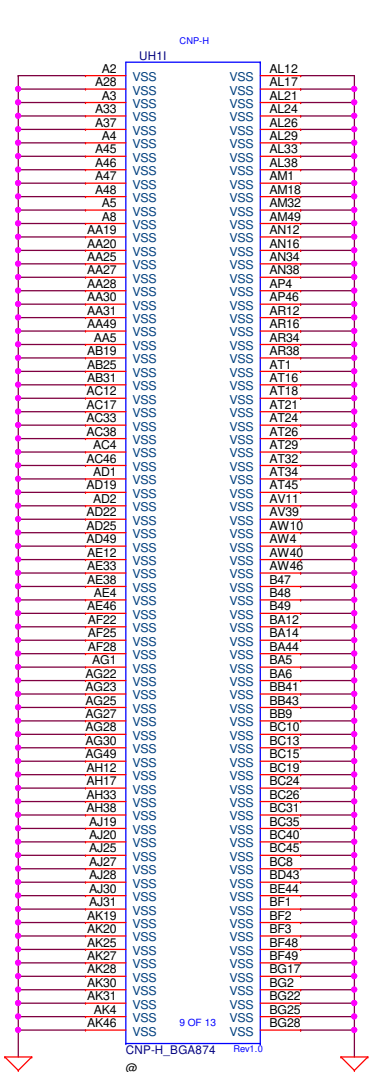 CNP-H
UH1I
A2 VSS VSS AL12
A28 VSS VSS AL17
A3 VSS VSS AL21
A33 VSS VSS AL24
A37 VSS VSS AL26
A4 VSS VSS AL29
A45 VSS VSS AL33
A46 VSS VSS AL38
A47 VSS VSS AM1
A48 VSS VSS AM18
A5 VSS VSS AM32
A8 VSS VSS AM49
AA19 VSS VSS AN12
AA20 VSS VSS AN16
AA25 VSS VSS AN34
AA27 VSS VSS AN38
AA28 VSS VSS AP4
AA30 VSS VSS AP46
AA31 VSS VSS AR12
AA49 VSS VSS AR16
AA5 VSS VSS AR34
AB19 VSS VSS AR38
AB25 VSS VSS AT1
AB31 VSS VSS AT16
AC12 VSS VSS AT18
AC17 VSS VSS AT21
AC33 VSS VSS AT24
AC38 VSS VSS AT26
AC4 VSS VSS AT29
AC46 VSS VSS AT32
AD1 VSS VSS AT34
AD19 VSS VSS AT45
AD2 VSS VSS AV11
AD22 VSS VSS AV39
AD25 VSS VSS AW10
AD49 VSS VSS AW4
AE12 VSS VSS AW40
AE33 VSS VSS AW46
AE38 VSS VSS B47
AE4 VSS VSS B48
AE46 VSS VSS B49
AF22 VSS VSS BA12
AF25 VSS VSS BA14
AF28 VSS VSS BA44
AG1 VSS VSS BA5
AG22 VSS VSS BA6
AG23 VSS VSS BB41
AG25 VSS VSS BB43
AG27 VSS VSS BB9
AG28 VSS VSS BC10
AG30 VSS VSS BC13
AG49 VSS VSS BC15
AH12 VSS VSS BC19
AH17 VSS VSS BC24
AH33 VSS VSS BC26
AH38 VSS VSS BC31
AJ19 VSS VSS BC35
AJ20 VSS VSS BC40
AJ25 VSS VSS BC45
AJ27 VSS VSS BC8
AJ28 VSS VSS BD43
AJ30 VSS VSS BE44
AJ31 VSS VSS BF1
AK19 VSS VSS BF2
AK20 VSS VSS BF3
AK25 VSS VSS BF48
AK27 VSS VSS BF49
AK28 VSS VSS BG17
AK30 VSS VSS BG2
AK31 VSS VSS BG22
AK4 VSS VSS BG25
AK46 VSS 9 OF 13 VSS BG28
CNP-H_BGA874 Rev1.0
@